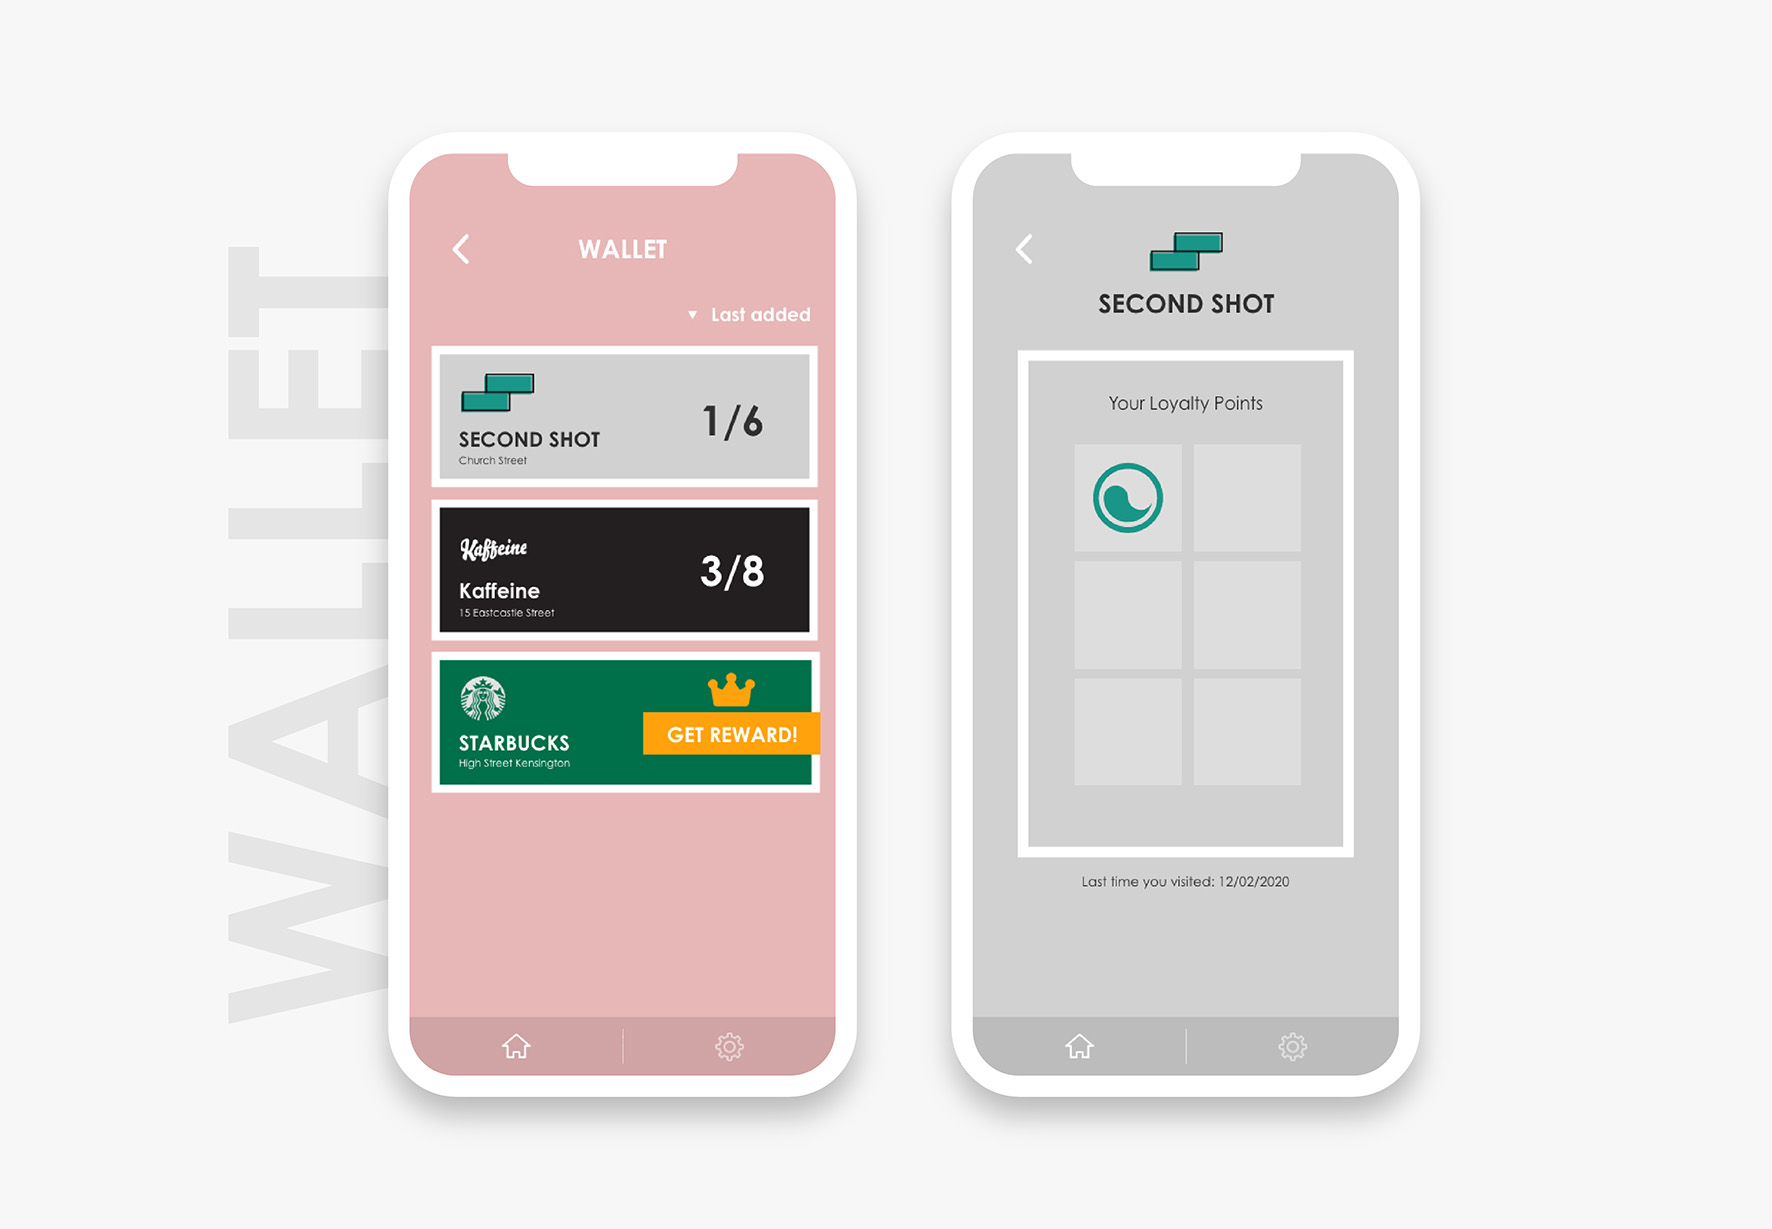 WALLET
WALLET
▼ Last added
SECOND SHOT
Church Street
1/6
Kaffeine
Kaffeine
15 Eastcastle Street
3/8
STARBUCKS
High Street Kensington
GET REWARD!
SECOND SHOT
Your Loyalty Points
Last time you visited: 12/02/2020